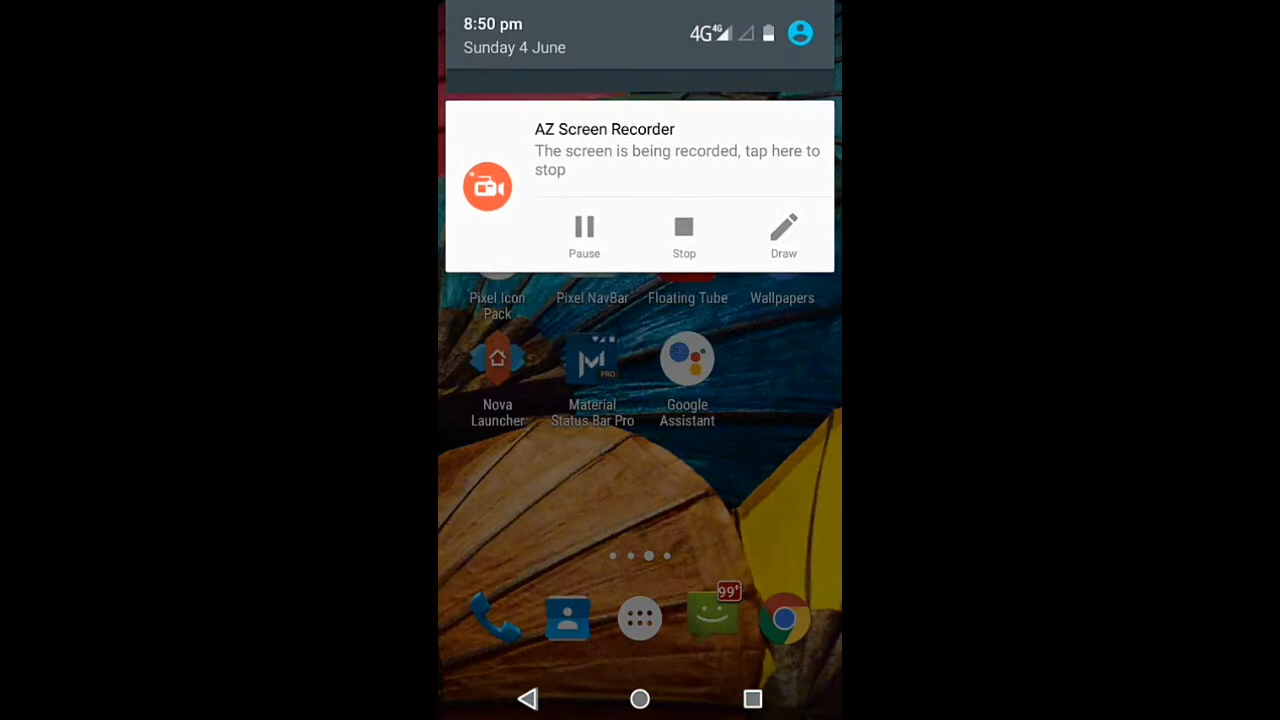 8:50 pm
4G 4G
Sunday 4 June
AZ Screen Recorder
The screen is being recorded, tap here to
stop
Pause Stop Draw
Pixel Icon
Pack
Pixel NavBar
Floating Tube
Wallpapers
Nova
Launcher
M PRO
Material
Status Bar Pro
Google
Assistant
99+